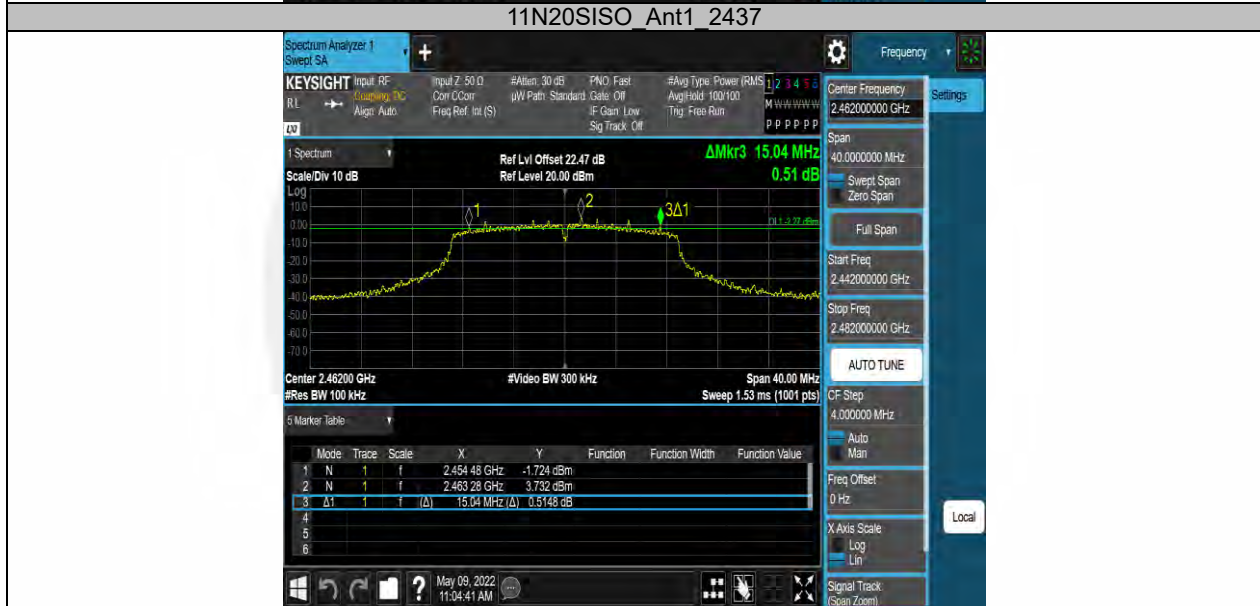 11N20SISO_Ant1_2437
Spectrum Analyzer 1
Swept SA
+
Frequency
KEYSIGHT Input: RF
RL
Coupling: DC
Align: Auto
Input Z: 50 Ω
Corr CCorr
Freq Ref: Int (S)
#Atten: 30 dB
µW Path: Standard
PNO: Fast
Gate: Off
IF Gain: Low
Sig Track: Off
#Avg Type: Power (RMS
Avg|Hold: 100/100
Trig: Free Run
1 2 3 4 5 6
M W W W W W
P P P P P P
1 Spectrum
Scale/Div 10 dB
Ref Lvl Offset 22.47 dB
Ref Level 20.00 dBm
ΔMkr3 15.04 MHz
0.51 dB
Log
10.0
0.00
-10.0
-20.0
-30.0
-40.0
-50.0
-60.0
-70.0
1
2
3Δ1
DL1 -2.27 dBm
Center 2.46200 GHz
#Res BW 100 kHz
#Video BW 300 kHz
Span 40.00 MHz
Sweep 1.53 ms (1001 pts)
5 Marker Table
Mode Trace Scale X Y Function Function Width Function Value
1 N 1 f 2.454 48 GHz -1.724 dBm
2 N 1 f 2.463 28 GHz 3.732 dBm
3 Δ1 1 f (Δ) 15.04 MHz (Δ) 0.5148 dB
4
5
6
?
May 09, 2022
11:04:41 AM
Center Frequency
2.462000000 GHz
Settings
Span
40.0000000 MHz
Swept Span
Zero Span
Full Span
Start Freq
2.442000000 GHz
Stop Freq
2.482000000 GHz
AUTO TUNE
CF Step
4.000000 MHz
Auto
Man
Freq Offset
0 Hz
X Axis Scale
Log
Lin
Local
Signal Track
(Span Zoom)